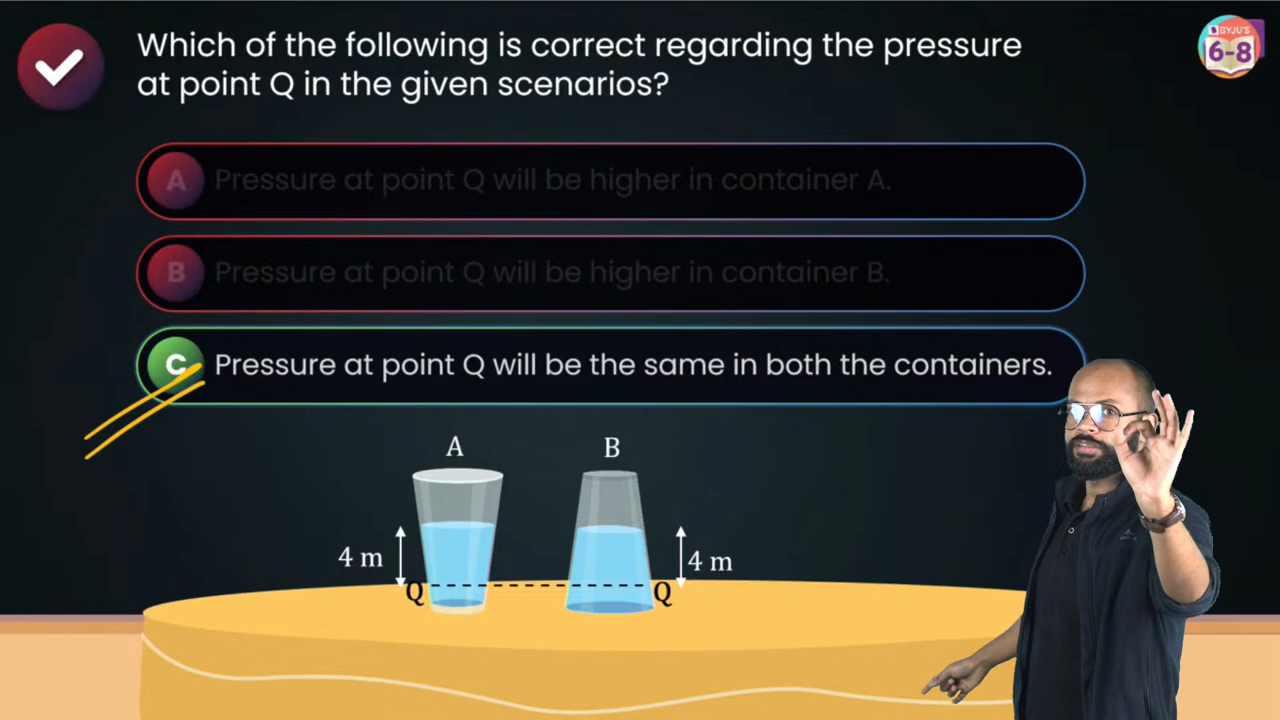 Which of the following is correct regarding the pressure
at point Q in the given scenarios?
BYJU'S
6-8
A Pressure at point Q will be higher in container A.
B Pressure at point Q will be higher in container B.
C Pressure at point Q will be the same in both the containers.
A B
4 m 4 m
Q Q